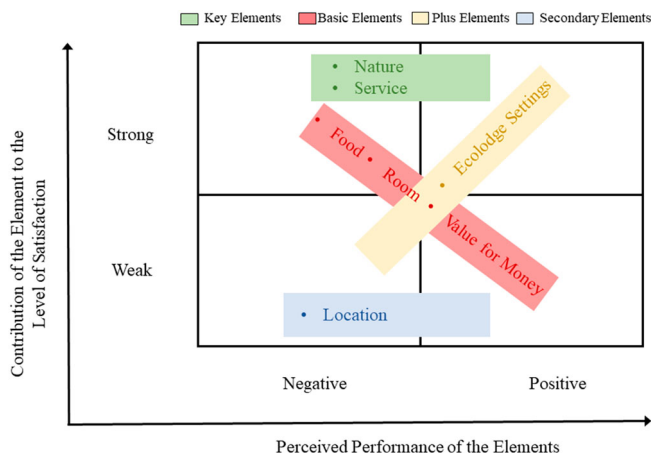 Key Elements
Basic Elements
Plus Elements
Secondary Elements
Contribution of the Element to the
Level of Satisfaction
Strong
Weak
• Nature
• Service
• Food
• Room
• Value for Money
• Ecolodge Settings
• Location
Negative
Positive
Perceived Performance of the Elements